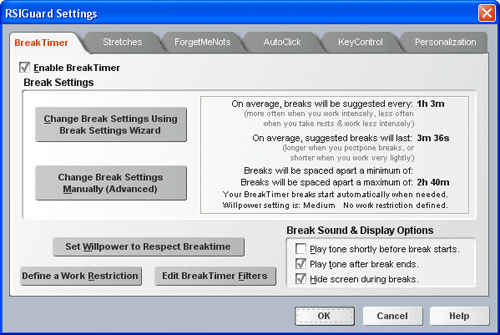 RSIGuard Settings
BreakTimer
Stretches
ForgetMeNots
AutoClick
KeyControl
Personalization
Enable BreakTimer
Break Settings
Change Break Settings Using
Break Settings Wizard
Change Break Settings
Manually (Advanced)
On average, breaks will be suggested every: 1h 3m
(more often when you work intensely, less often
when you take rests & work less intensely)
On average, suggested breaks will last: 3m 36s
(longer when you postpone breaks, or
shorter when you work very lightly)
Breaks will be spaced apart a minimum of:
Breaks will be spaced apart a maximum of: 2h 40m
Your BreakTimer breaks start automatically when needed.
Willpower setting is: Medium No work restriction defined.
Set Willpower to Respect Breaktime
Define a Work Restriction
Edit BreakTimer Filters
Break Sound & Display Options
Play tone shortly before break starts.
Play tone after break ends.
Hide screen during breaks.
OK
Cancel
Help